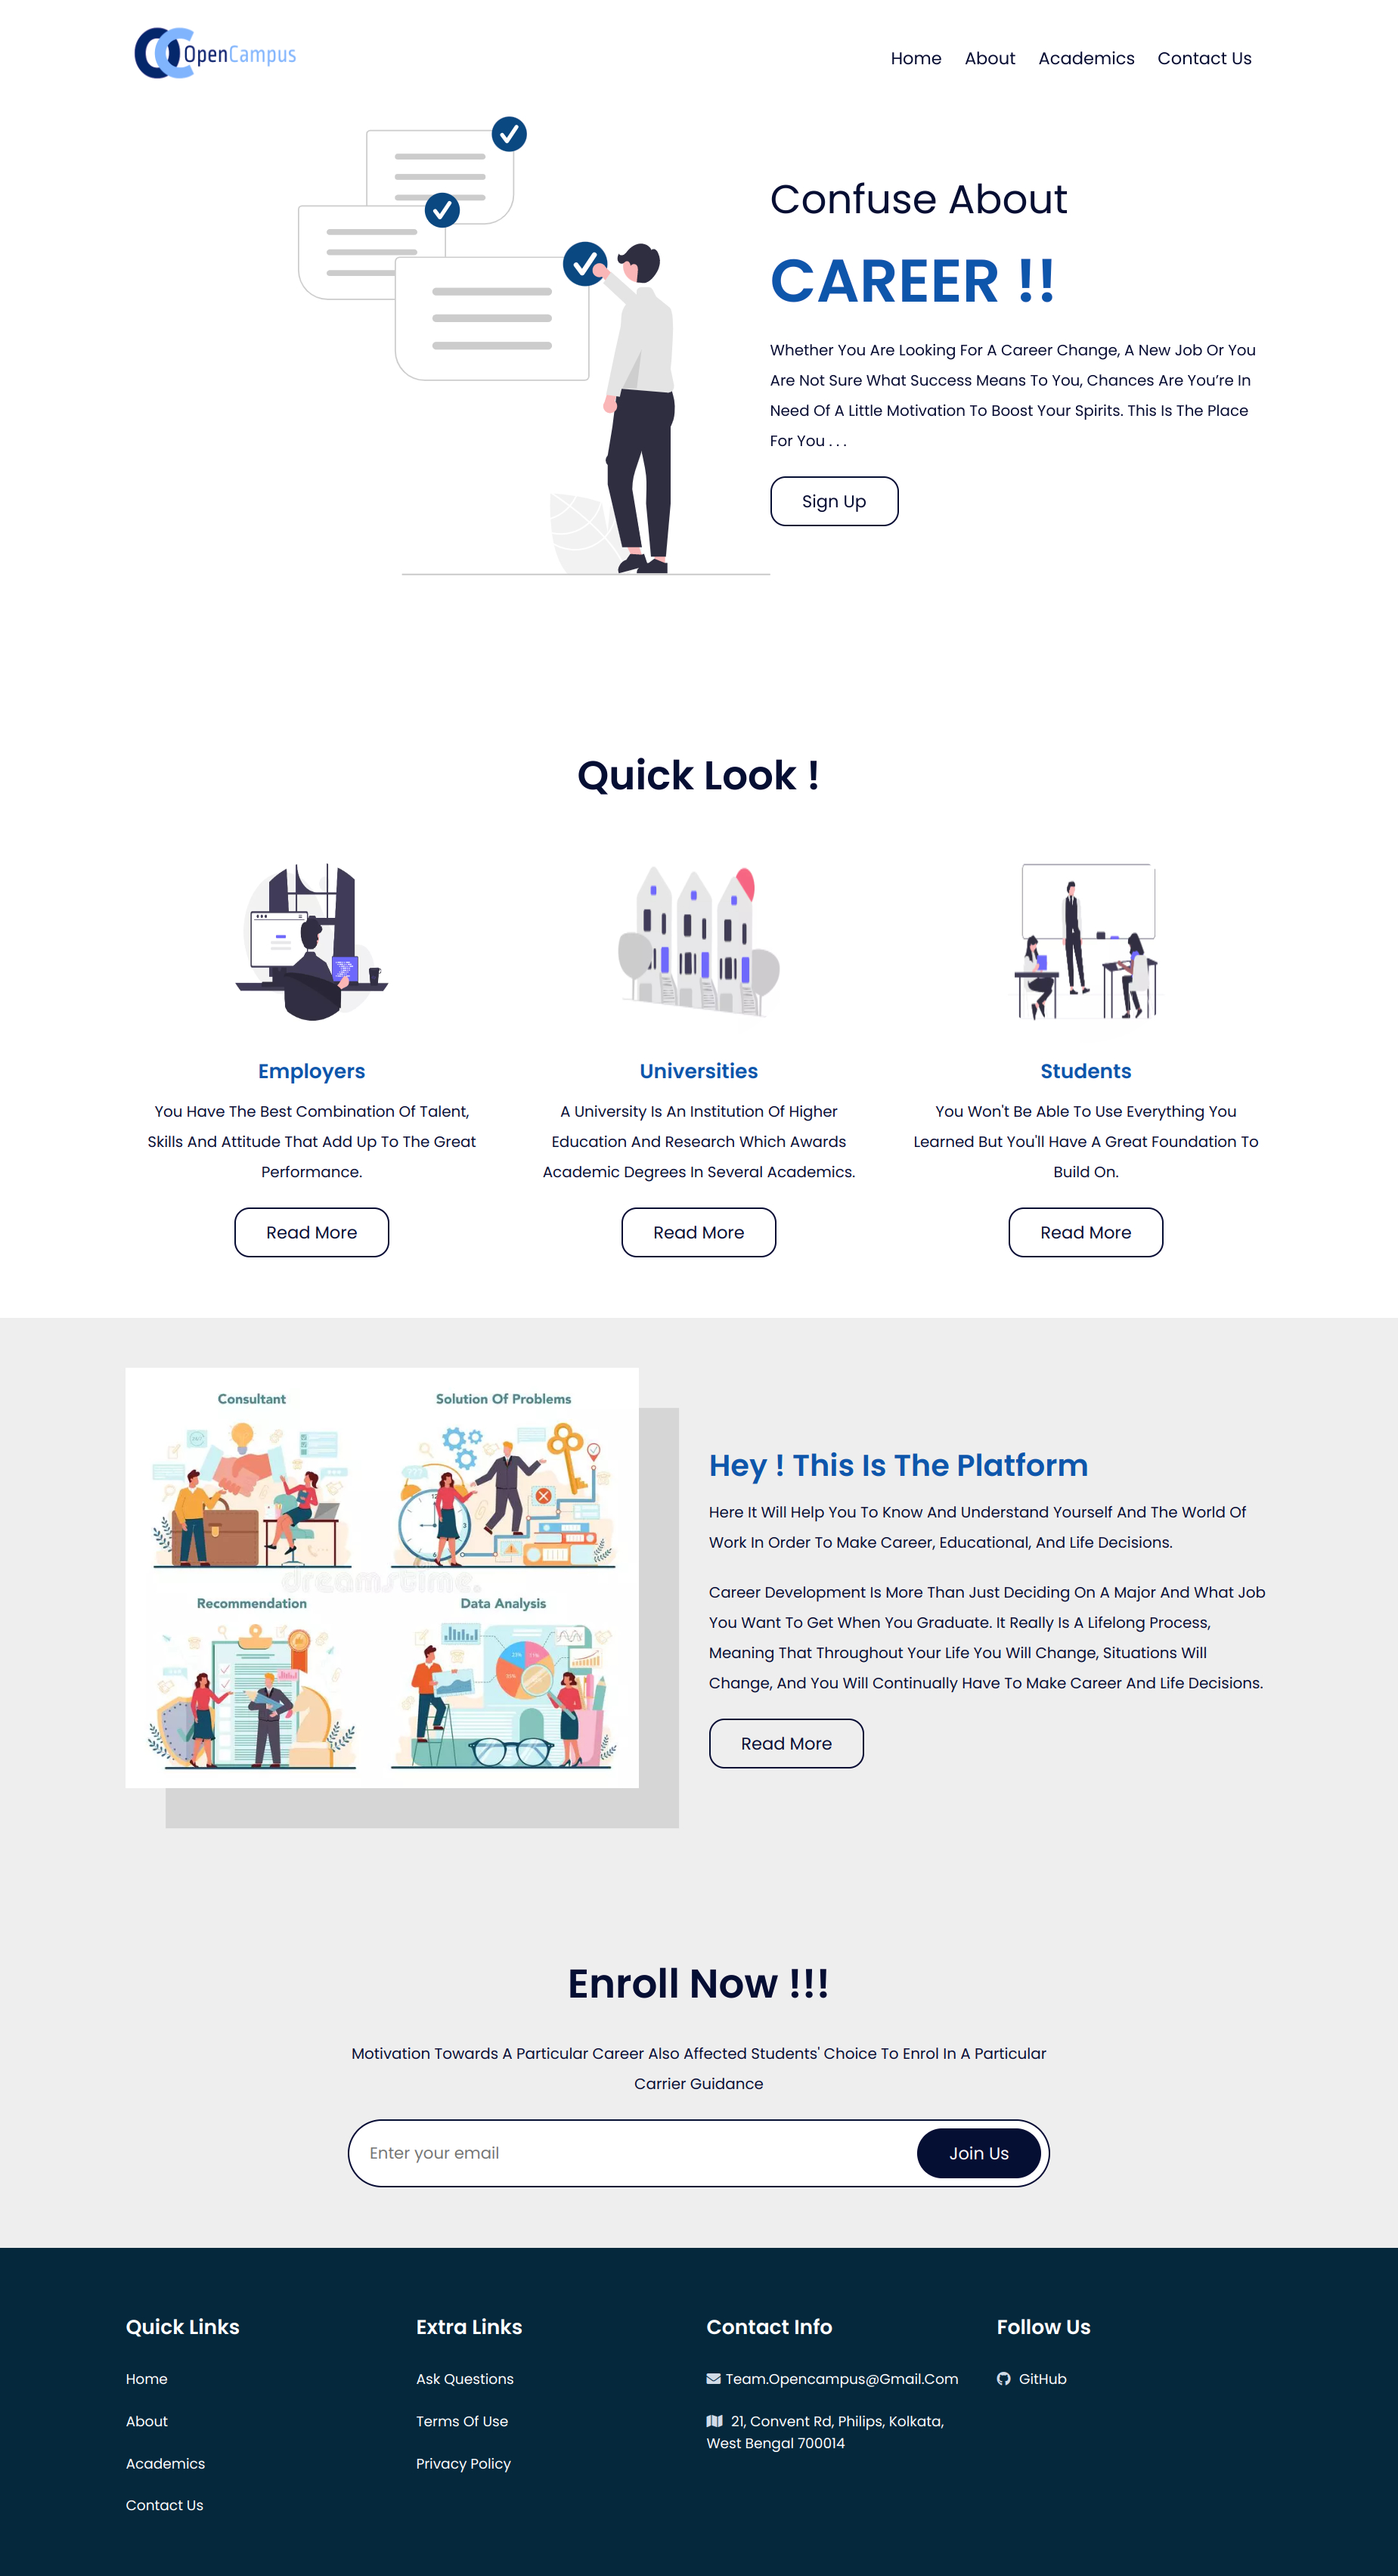 OpenCampus
Home About Academics Contact Us
Confuse About
CAREER !!
Whether You Are Looking For A Career Change, A New Job Or You
Are Not Sure What Success Means To You, Chances Are You’re In
Need Of A Little Motivation To Boost Your Spirits. This Is The Place
For You . . .
Sign Up
Quick Look !
Employers
You Have The Best Combination Of Talent,
Skills And Attitude That Add Up To The Great
Performance.
Read More
Universities
A University Is An Institution Of Higher
Education And Research Which Awards
Academic Degrees In Several Academics.
Read More
Students
You Won't Be Able To Use Everything You
Learned But You'll Have A Great Foundation To
Build On.
Read More
Consultant
Solution Of Problems
dreamstime.
Recommendation
Data Analysis
Hey ! This Is The Platform
Here It Will Help You To Know And Understand Yourself And The World Of
Work In Order To Make Career, Educational, And Life Decisions.
Career Development Is More Than Just Deciding On A Major And What Job
You Want To Get When You Graduate. It Really Is A Lifelong Process,
Meaning That Throughout Your Life You Will Change, Situations Will
Change, And You Will Continually Have To Make Career And Life Decisions.
Read More
Enroll Now !!!
Motivation Towards A Particular Career Also Affected Students' Choice To Enrol In A Particular
Carrier Guidance
Enter your email
Join Us
Quick Links
Home
About
Academics
Contact Us
Extra Links
Ask Questions
Terms Of Use
Privacy Policy
Contact Info
Team.Opencampus@Gmail.Com
21, Convent Rd, Philips, Kolkata,
West Bengal 700014
Follow Us
GitHub